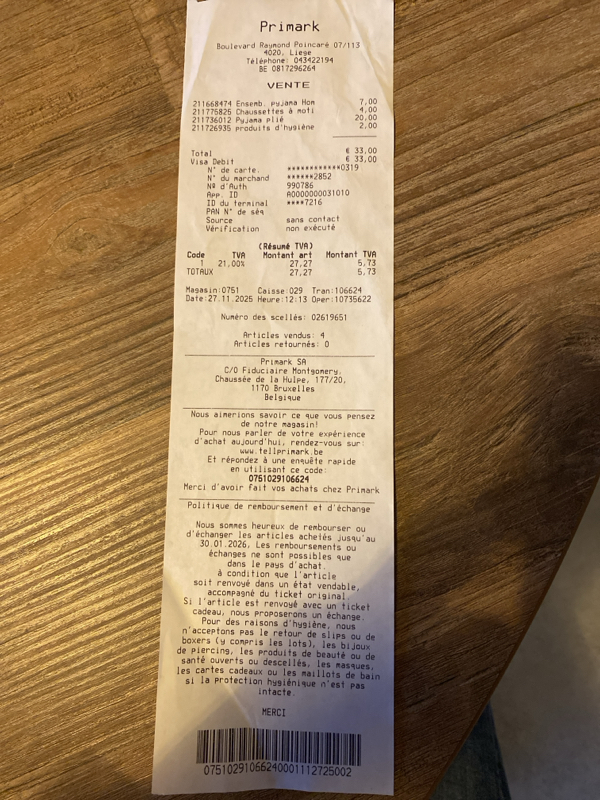 Primark
Boulevard Raymond Poincaré 07/113
4020, Liege
Téléphone: 043422194
BE 0817296264
VENTE
211668474 Ensemb. pyjama Hom 7,00
211775825 Chaussettes à moti 4,00
211736012 Pyjama plié 20,00
211726935 produits d'hygiène 2,00
Total € 33,00
Visa Debit € 33,00
N° de carte. ************0319
N° du marchand ******2852
Nº d'Auth 990786
App. ID A0000000031010
ID du terminal ****7216
PAN N° de séq
Source sans contact
Vérification non exécuté
(Résumé TVA)
Code TVA Montant art Montant TVA
1 21,00% 27,27 5,73
TOTAUX 27,27 5,73
Magasin:0751 Caisse:029 Tran:106624
Date:27.11.2025 Heure:12:13 Oper:10735622
Numéro des scellés: 02619651
Articles vendus: 4
Articles retournés: 0
Primark SA
C/O Fiduciaire Montgomery,
Chaussée de la Hulpe, 177/20,
1170 Bruxelles
Belgique
Nous aimerions savoir ce que vous pensez
de notre magasin!
Pour nous parler de votre expérience
d'achat aujourd'hui, rendez-vous sur:
www.tellprimark.be
Et répondez à une enquête rapide
en utilisant ce code:
0751029106624
Merci d'avoir fait vos achats chez Primark
Politique de remboursement et d'échange
Nous sommes heureux de rembourser ou
d'échanger les articles achetés jusqu'au
30.01.2026. Les remboursements ou
échanges ne sont possibles que
dans le pays d'achat.
à condition que l'article
soit renvoyé dans un état vendable,
accompagné du ticket original.
Si l'article est renvoyé avec un ticket
cadeau, nous proposerons un échange.
Pour des raisons d'hygiène, nous
n'acceptons pas le retour de slips ou de
boxers (y compris les lots), les bijoux
de piercing, les produits de beauté ou de
santé ouverts ou descellés, les masques,
les cartes cadeaux ou les maillots de bain
si la protection hygiénique n'est pas
intacte.
MERCI
07510291066240001112725002